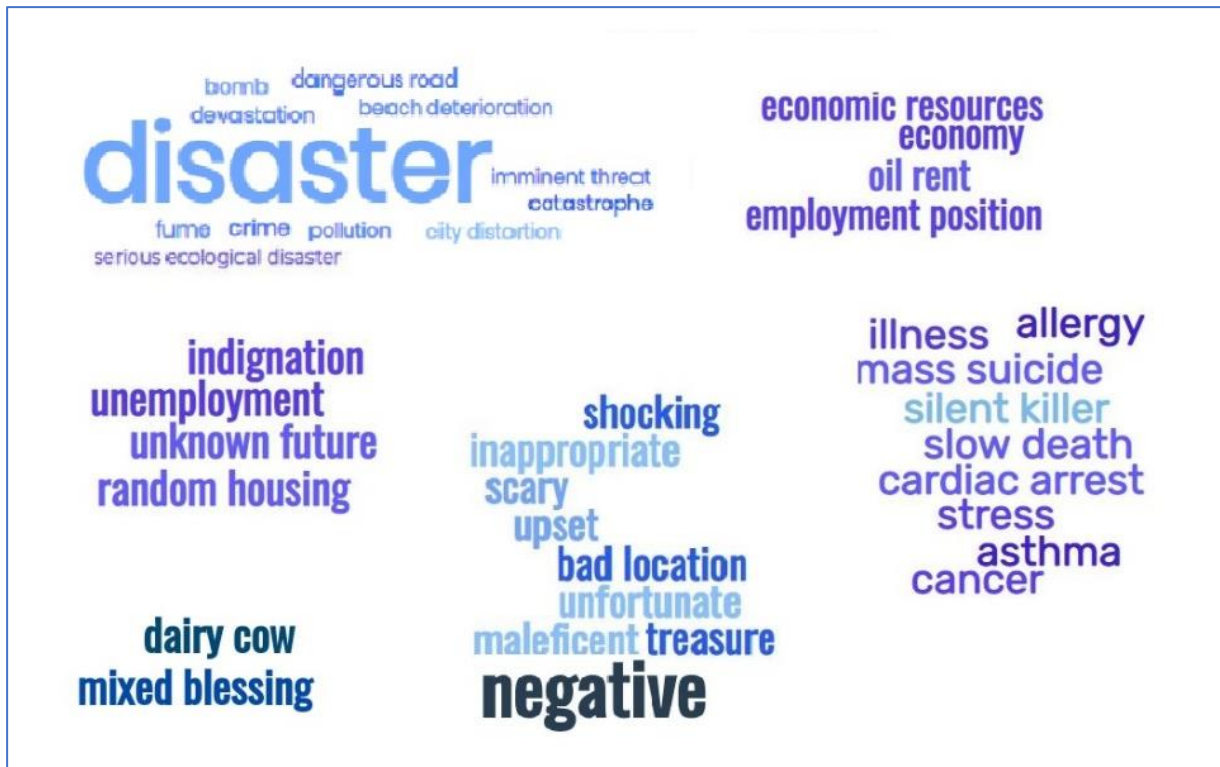 bomb dangerous road
devastation beach deterioration
disaster
imminent threat
catastrophe
fume crime pollution city distortion
serious ecological disaster
economic resources
economy
oil rent
employment position
indignation
unemployment
unknown future
random housing
shocking
inappropriate
scary
upset
bad location
unfortunate
maleficent treasure
negative
illness allergy
mass suicide
silent killer
slow death
cardiac arrest
stress
asthma
cancer
dairy cow
mixed blessing